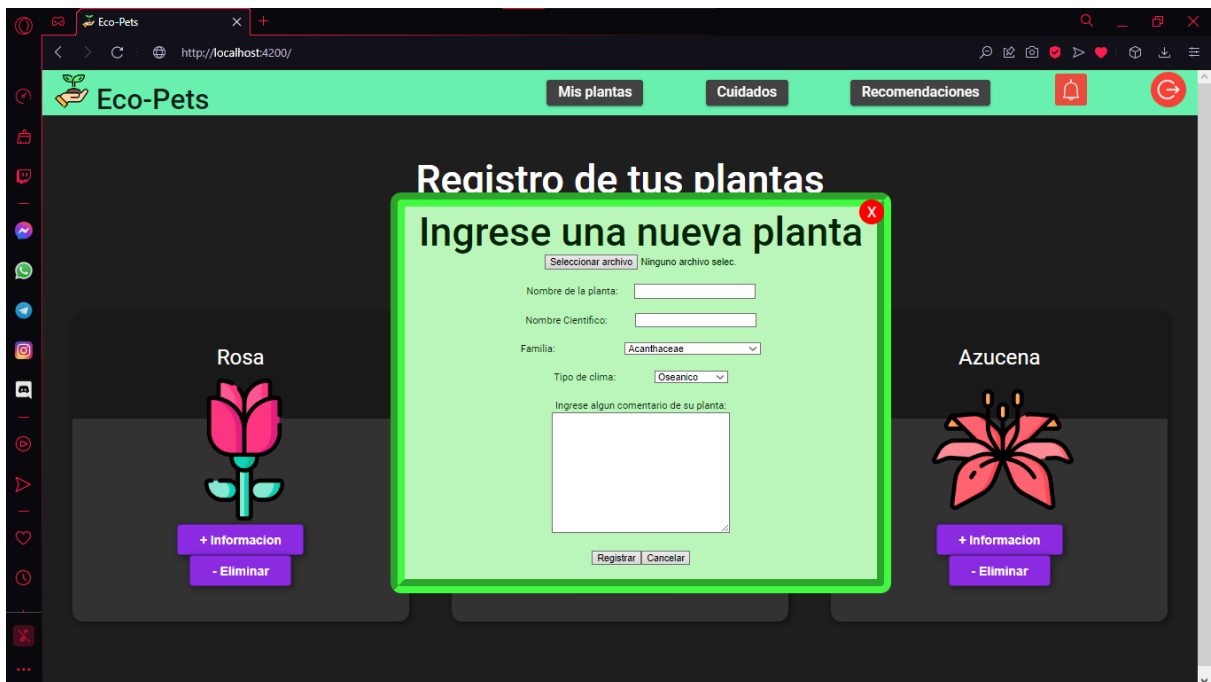 Eco-Pets
http://localhost:4200/
Eco-Pets
Mis plantas
Cuidados
Recomendaciones
Registro de tus plantas
X
Ingrese una nueva planta
Seleccionar archivo Ninguno archivo selec.
Nombre de la planta:
Nombre Cientifico:
Familia: Acanthaceae
Tipo de clima: Oseanico
Ingrese algun comentario de su planta:
Registrar Cancelar
Rosa
+ Informacion
- Eliminar
Azucena
+ Informacion
- Eliminar